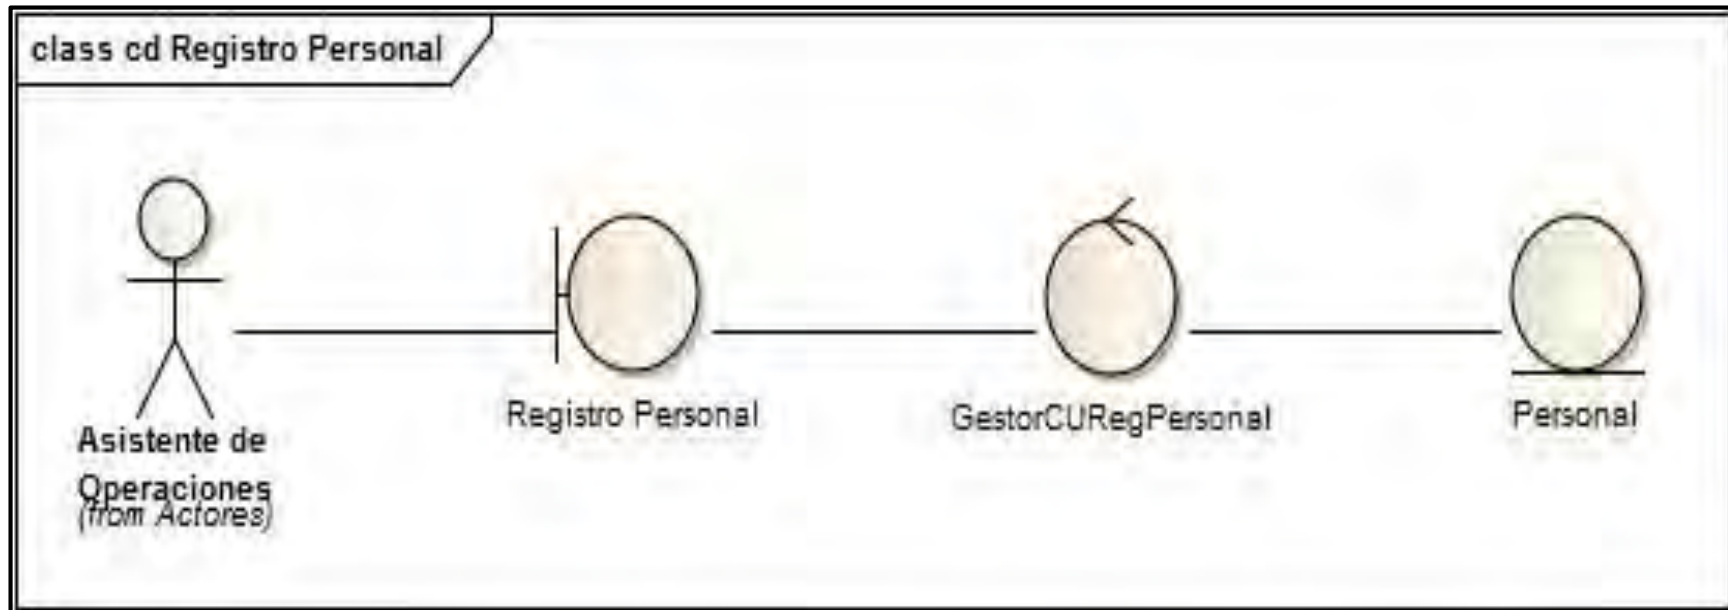 class cd Registro Personal
Asistente de
Operaciones
(from Actores)
Registro Personal
GestorCURegPersonal
Personal